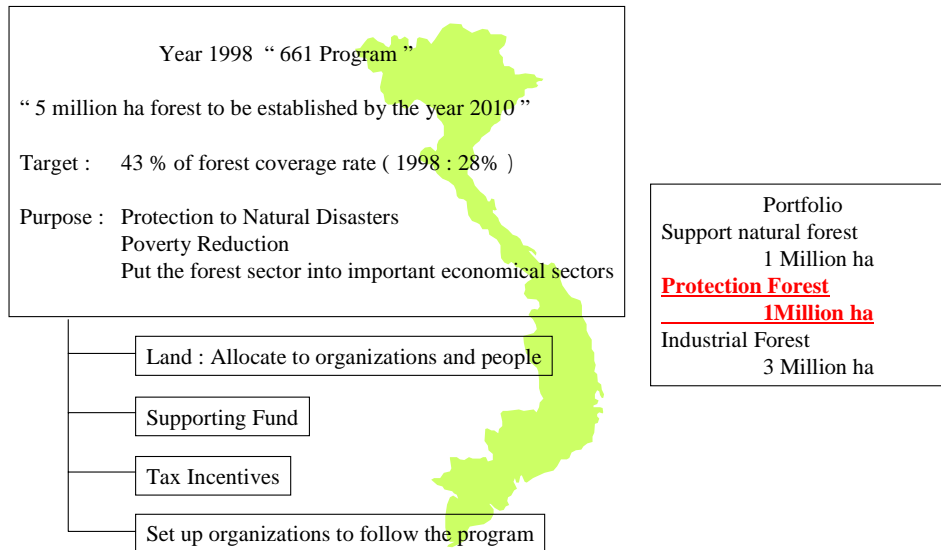 Year 1998 “ 661 Program ”
“ 5 million ha forest to be established by the year 2010 ”
Target : 43 % of forest coverage rate ( 1998 : 28% )
Purpose : Protection to Natural Disasters
Poverty Reduction
Put the forest sector into important economical sectors
Land : Allocate to organizations and people
Supporting Fund
Tax Incentives
Set up organizations to follow the program
Portfolio
Support natural forest
1 Million ha
Protection Forest
1Million ha
Industrial Forest
3 Million ha